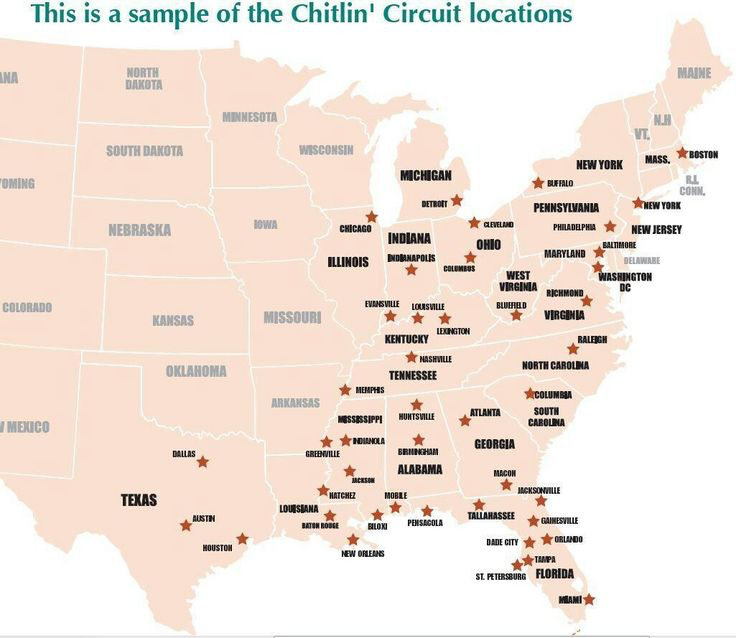 This is a sample of the Chitlin' Circuit locations
MAINE
ANA
NORTH
DAKOTA
MINNESOTA
N.H
VT.
SOUTH DAKOTA
WISCONSIN
MICHIGAN
NEW YORK
MASS.
BOSTON
YOMING
BUFFALO
R.I.
CONN.
DETROIT
PENNSYLVANIA
NEW YORK
NEBRASKA
IOWA
CHICAGO
CLEVELAND
PHILADELPHIA
NEW JERSEY
INDIANA
OHIO
BALTIMORE
ILLINOIS
INDIANAPOLIS
COLUMBUS
MARYLAND
DELAWARE
WEST
VIRGINIA
WASHINGTON
DC
COLORADO
KANSAS
MISSOURI
EVANSVILLE
LOUISVILLE
BLUEFIELD
RICHMOND
VIRGINIA
LEXINGTON
KENTUCKY
RALEIGH
NASHVILLE
OKLAHOMA
TENNESSEE
NORTH CAROLINA
MEMPHIS
COLUMBIA
ARKANSAS
HUNTSVILLE
ATLANTA
SOUTH
CAROLINA
W MEXICO
MISSISSIPPI
INDIANOLA
GEORGIA
DALLAS
GREENVILLE
BIRMINGHAM
ALABAMA
JACKSON
MACON
TEXAS
HATCHEZ
MOBILE
JACKSONVILLE
LOUISIANA
AUSTIN
BATON ROUGE
BILOXI
PENSACOLA
TALLAHASSEE
GAINESVILLE
HOUSTON
NEW ORLEANS
DADE CITY
ORLANDO
TAMPA
ST. PETERSBURG
FLORIDA
MIAMI